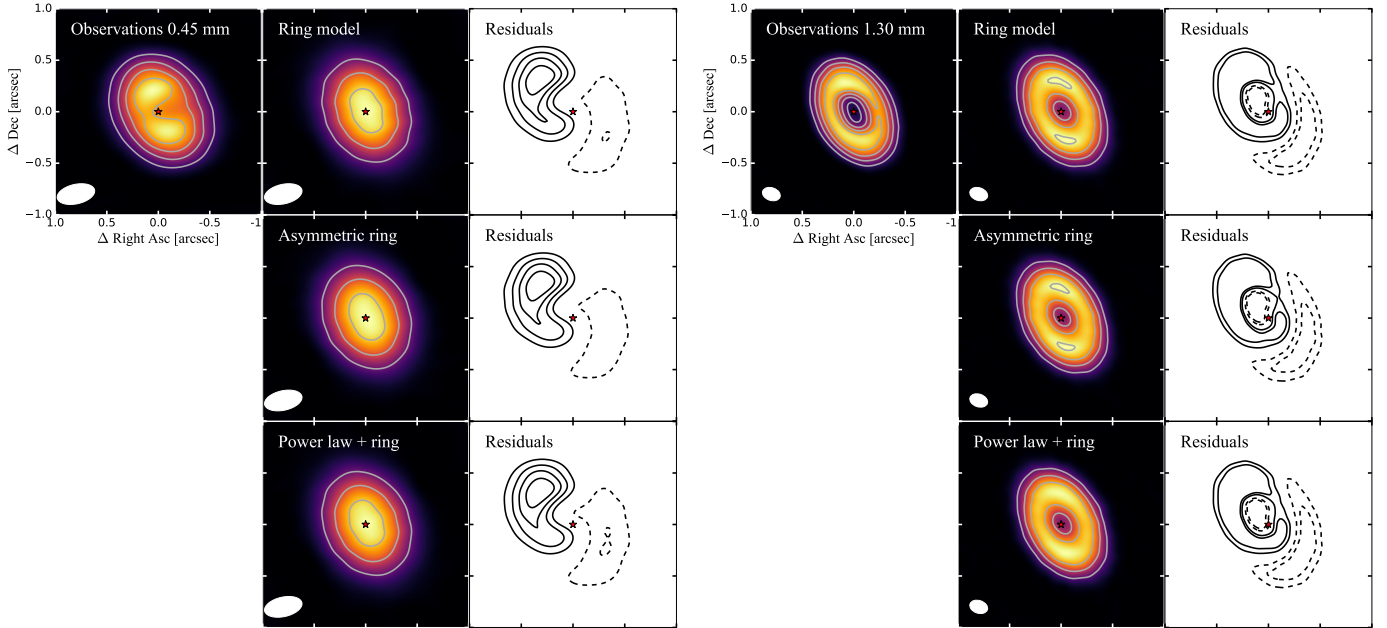 Observations 0.45 mm
Ring model
Residuals
Observations 1.30 mm
Ring model
Residuals
1.0
0.5
0.0
−0.5
−1.0
Δ Dec [arcsec]
1.0
0.5
0.0
−0.5
−1
Δ Right Asc [arcsec]
1.0
0.5
0.0
−0.5
−1.0
Δ Dec [arcsec]
1.0
0.5
0.0
−0.5
−1
Δ Right Asc [arcsec]
Asymmetric ring
Residuals
Asymmetric ring
Residuals
Power law + ring
Residuals
Power law + ring
Residuals